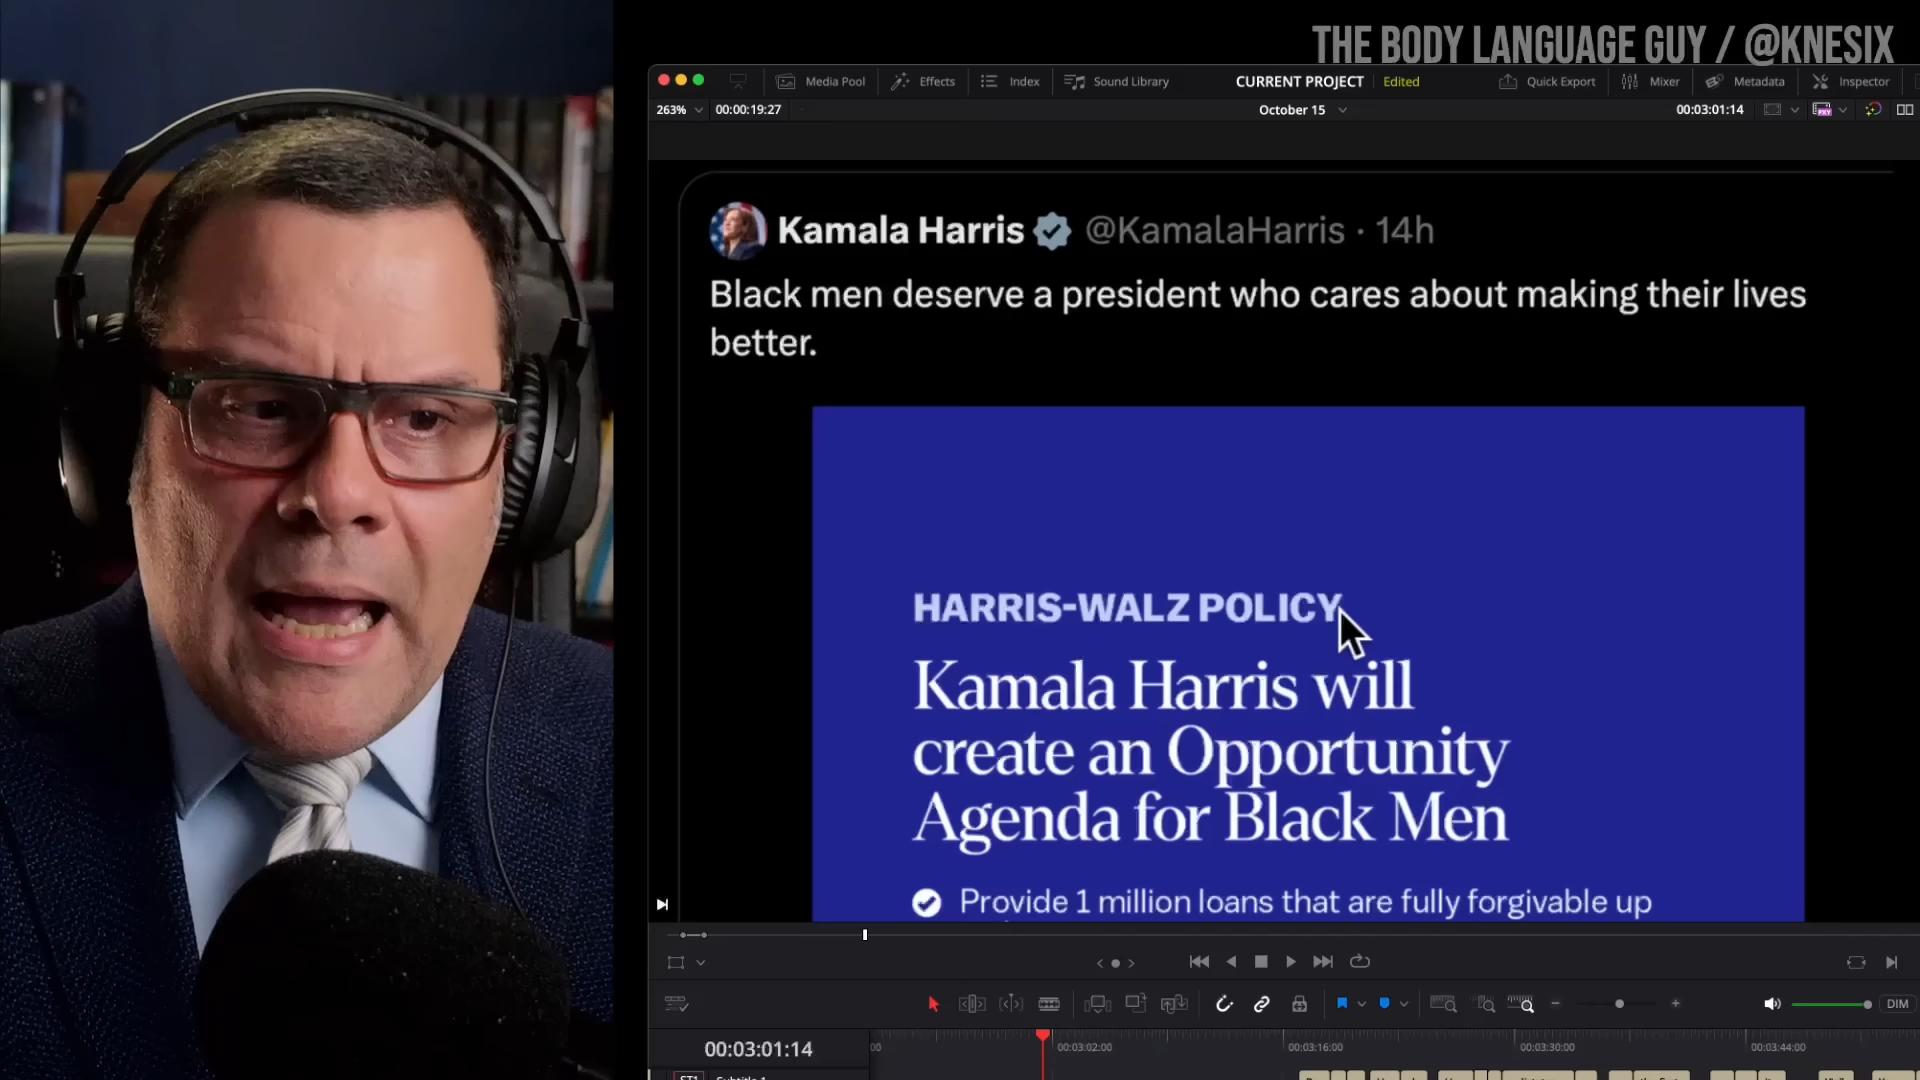 THE BODY LANGUAGE GUY / @KNESIX
Media Pool Effects Index Sound Library CURRENT PROJECT Edited Quick Export Mixer Metadata Inspector
263% 00:00:19:27 October 15 00:03:01:14
Kamala Harris @KamalaHarris · 14h
Black men deserve a president who cares about making their lives
better.
HARRIS-WALZ POLICY
Kamala Harris will
create an Opportunity
Agenda for Black Men
Provide 1 million loans that are fully forgivable up
DIM
00:03:01:14 00 00:03:02:00 00:03:16:00 00:03:30:00 00:03:44:00
ST1 Subtitle 1